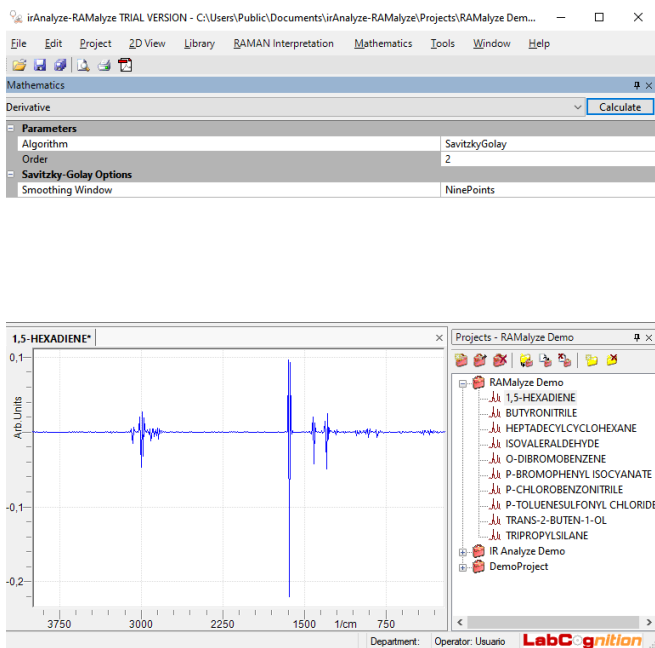 irAnalyze-RAMalyze TRIAL VERSION - C:\Users\Public\Documents\irAnalyze-RAMalyze\Projects\RAMalyze Dem...
File Edit Project 2D View Library RAMAN Interpretation Mathematics Tools Window Help
Mathematics
Derivative Calculate
Parameters
Algorithm SavitzkyGolay
Order 2
Savitzky-Golay Options
Smoothing Window NinePoints
1,5-HEXADIENE*
0,1
Arb.Units
-0,1
-0,2
3750 3000 2250 1500 1/cm 750
Projects - RAMalyze Demo
RAMalyze Demo
1,5-HEXADIENE
BUTYRONITRILE
HEPTADECYLCYCLOHEXANE
ISOVALERALDEHYDE
O-DIBROMOBENZENE
P-BROMOPHENYL ISOCYANATE
P-CHLOROBENZONITRILE
P-TOLUENESULFONYL CHLORIDE
TRANS-2-BUTEN-1-OL
TRIPROPYLSILANE
IR Analyze Demo
DemoProject
Department: Operator: Usuario LabCognition